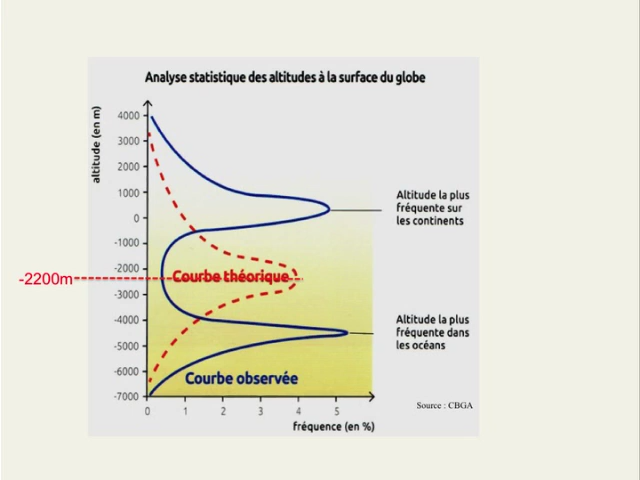 Analyse statistique des altitudes à la surface du globe
altitude (en m)
4000
3000
2000
1000
0
-1000
-2000
-3000
-4000
-5000
-6000
-7000
-2200m
Courbe théorique
Courbe observée
Altitude la plus
fréquente sur
les continents
Altitude la plus
fréquente dans
les océans
0 1 2 3 4 5
fréquence (en %)
Source : CBGA